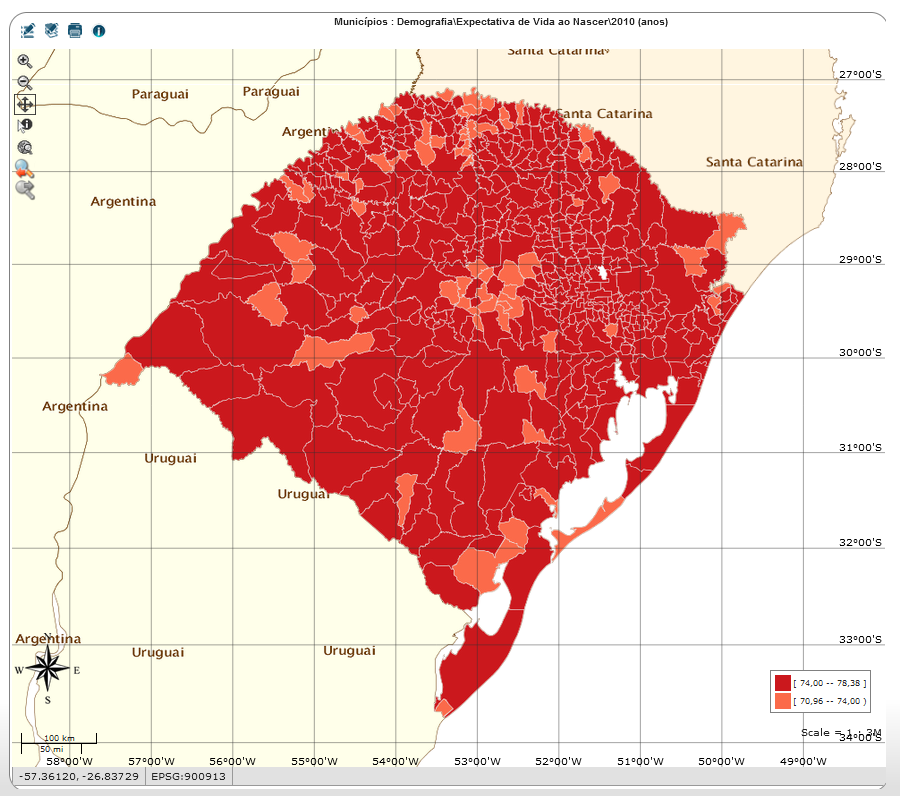 Municípios : Demografia\Expectativa de Vida ao Nascer\2010 (anos)
Santa Catarina
27°00'S
Paraguai
Paraguai
Santa Catarina
Argenti
Santa Catarina
28°00'S
Argentina
Argentina
29°00'S
30°00'S
Argentina
31°00'S
Uruguai
Uruguai
32°00'S
33°00'S
Argentina
N
Uruguai
Uruguai
W
E
S
[ 74,00 -- 78,38 ]
[ 70,96 -- 74,00 )
Scale = 1 : 3M
34°00'S
100 km
50 mi
58°00'W
57°00'W
56°00'W
55°00'W
54°00'W
53°00'W
52°00'W
51°00'W
50°00'W
49°00'W
-57.36120, -26.83729
EPSG:900913